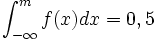 ∫_{-∞}^{m} f(x)dx = 0,5